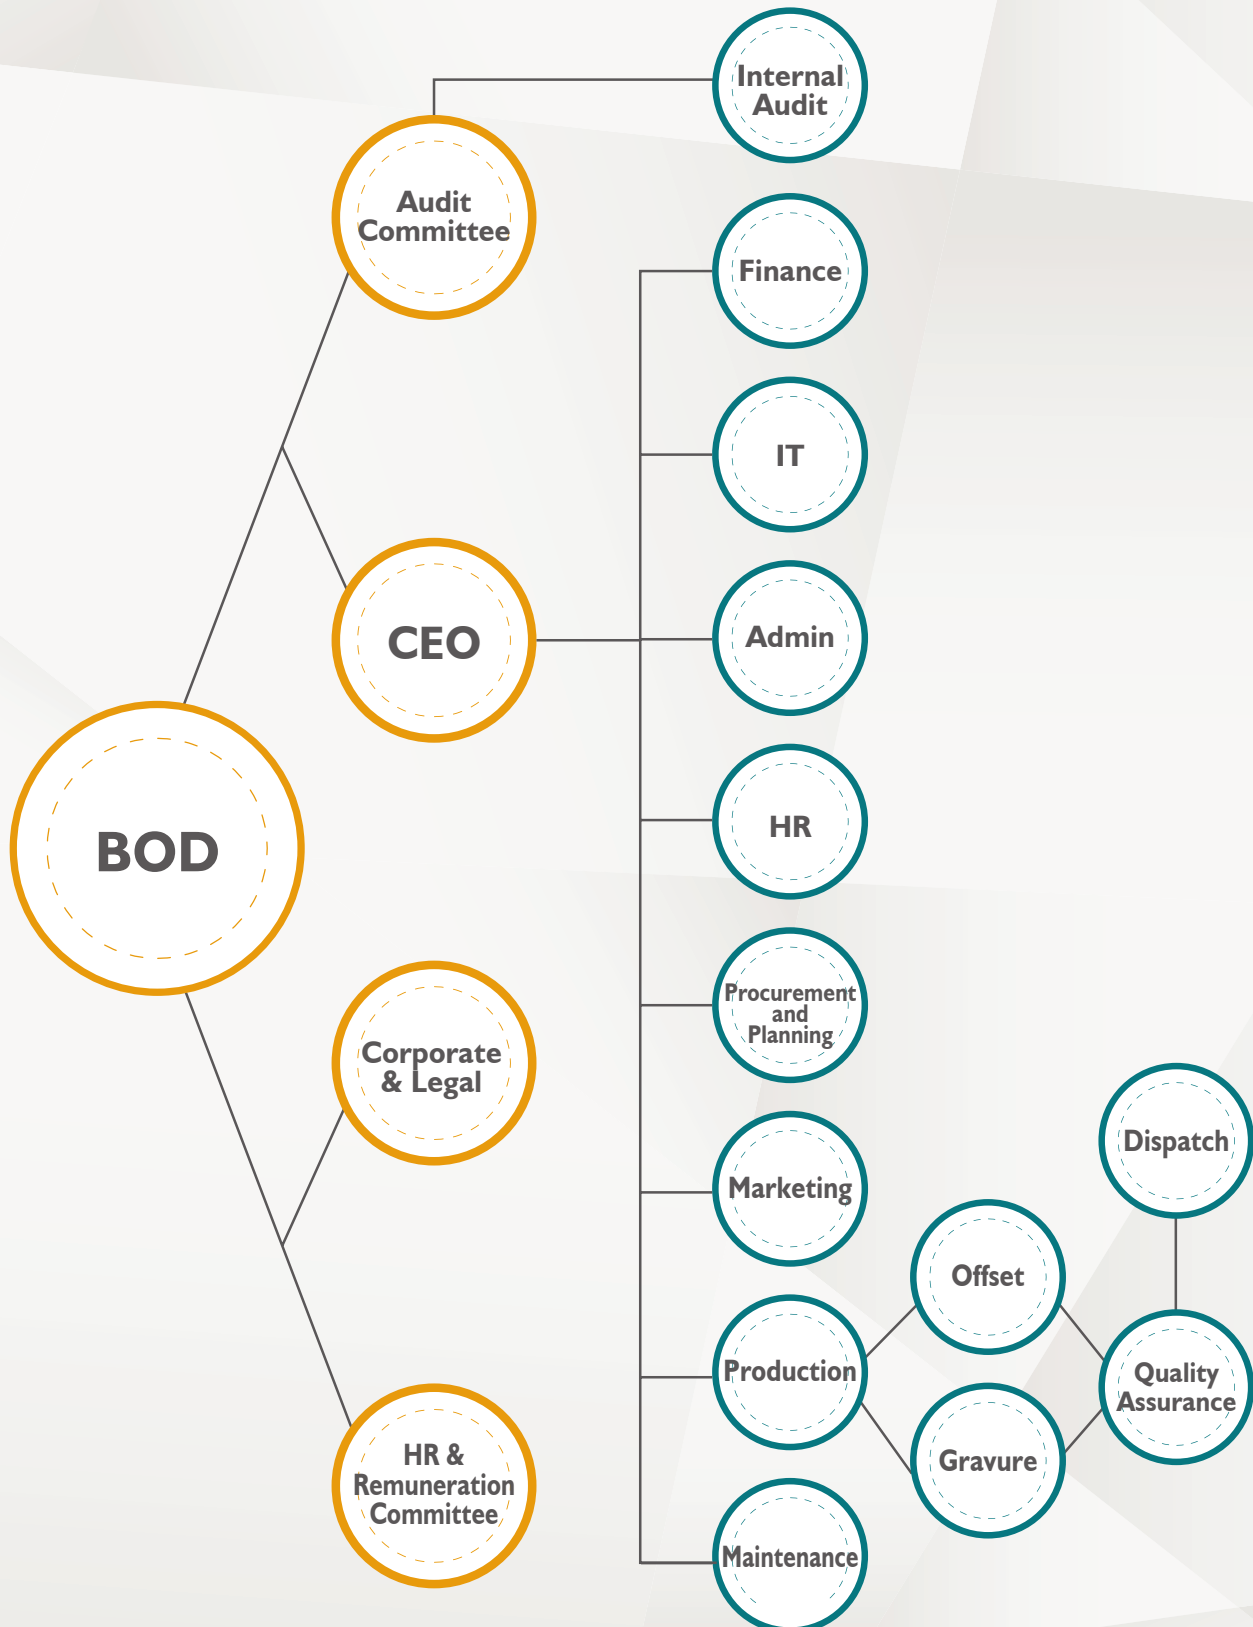 Internal
Audit
Audit
Committee
Finance
IT
CEO
Admin
HR
BOD
Procurement
and
Planning
Corporate
& Legal
Marketing
Dispatch
Offset
Production
Quality
Assurance
Gravure
HR &
Remuneration
Committee
Maintenance